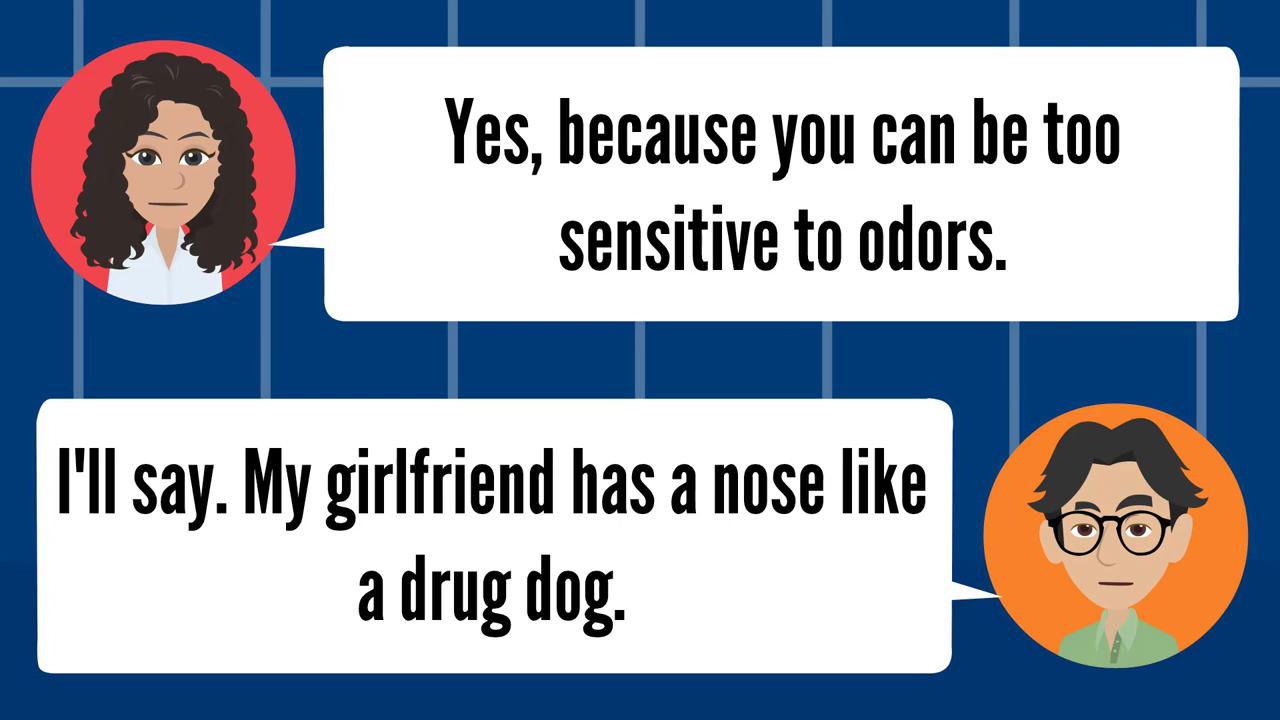 Yes, because you can be too
sensitive to odors.
I'll say. My girlfriend has a nose like
a drug dog.